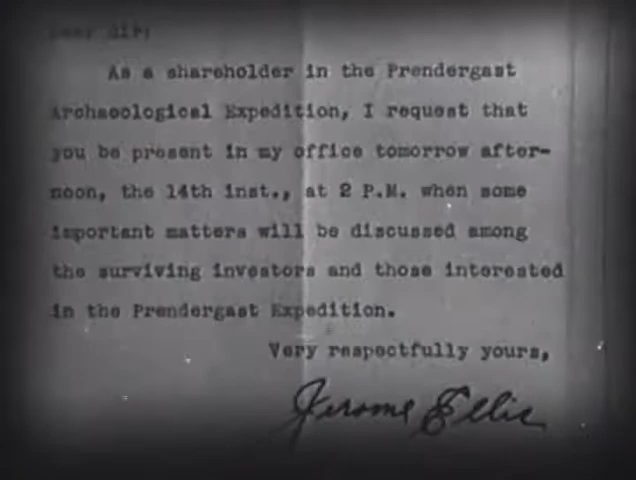 Dear Sir:
As a shareholder in the Prendergast
Archaeological Expedition, I request that
you be present in my office tomorrow after-
noon, the 14th inst., at 2 P.M. when some
important matters will be discussed among
the surviving investors and those interested
in the Prendergast Expedition.
Very respectfully yours,
Jerome Ellis